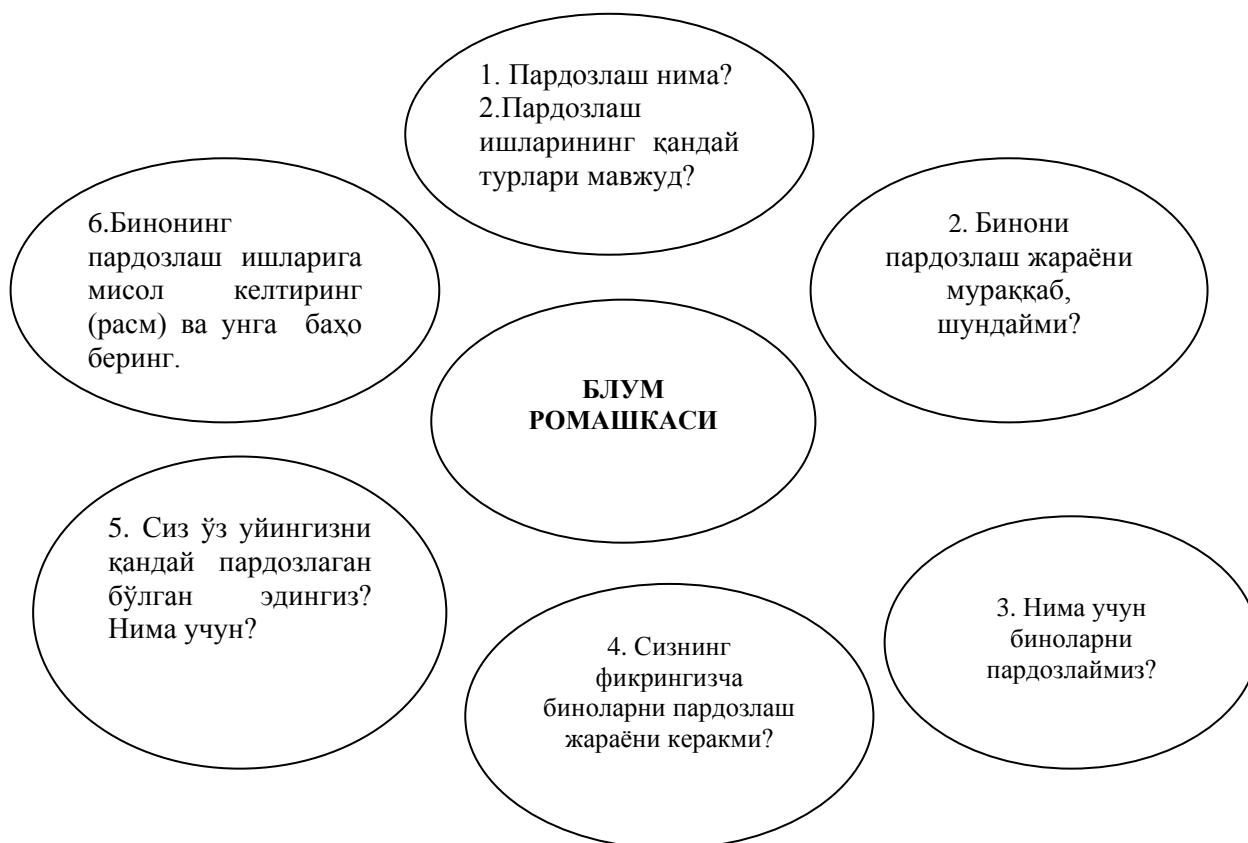 1. Пардозлаш нима?
2.Пардозлаш
ишларининг қандай
турлари мавжуд?
6.Бинонинг
пардозлаш ишларига
мисол келтиринг
(расм) ва унга баҳо
беринг.
2. Бинони
пардозлаш жараёни
мураққаб,
шундайми?
БЛУМ
РОМАШКАСИ
5. Сиз ўз уйингизни
қандай пардозлаган
бўлган эдингиз?
Нима учун?
4. Сизнинг
фикрингизча
биноларни пардозлаш
жараёни керакми?
3. Нима учун
биноларни
пардозлаймиз?